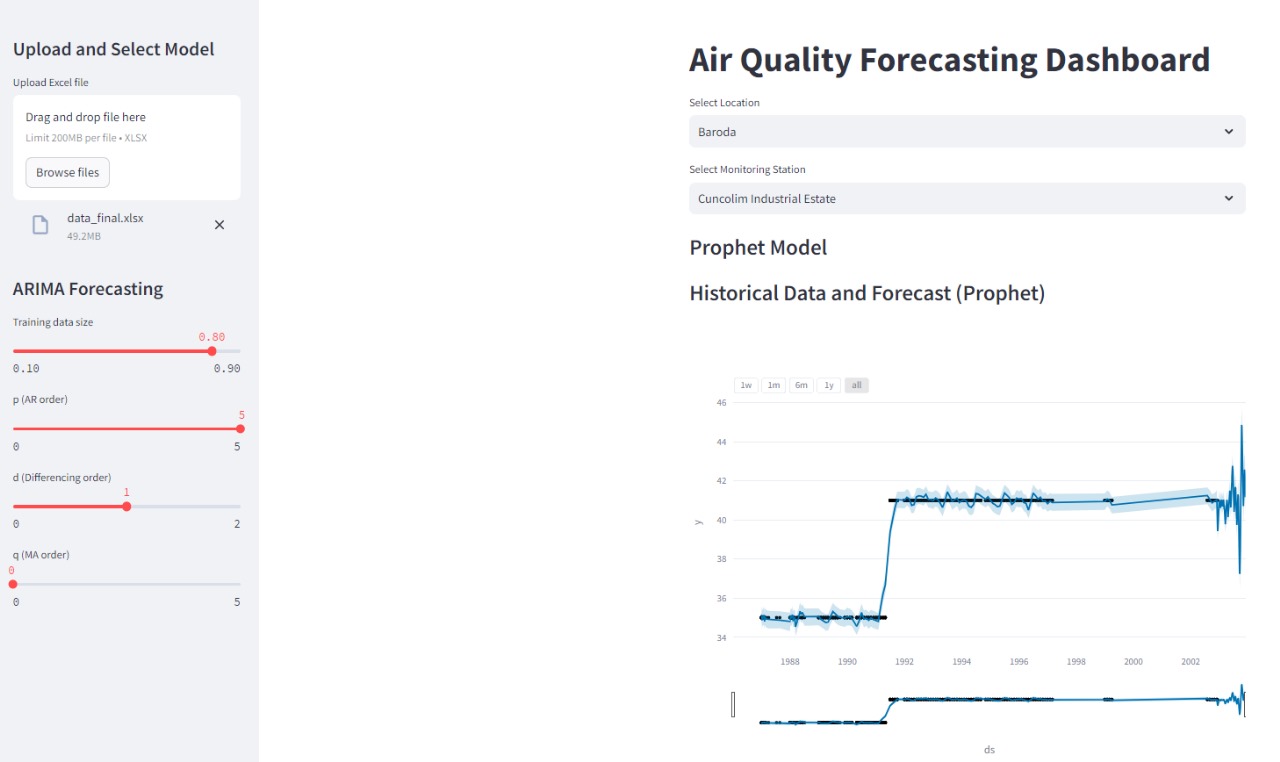 Upload and Select Model
Upload Excel file
Drag and drop file here
Limit 200MB per file • XLSX
Browse files
data_final.xlsx
49.2MB
ARIMA Forecasting
Training data size
0.80
0.10 0.90
p (AR order)
5
0 5
d (Differencing order)
1
0 2
q (MA order)
0
0 5
Air Quality Forecasting Dashboard
Select Location
Baroda
Select Monitoring Station
Cuncolim Industrial Estate
Prophet Model
Historical Data and Forecast (Prophet)
1w 1m 6m 1y all
46
44
42
40
38
36
34
y
1988 1990 1992 1994 1996 1998 2000 2002
ds